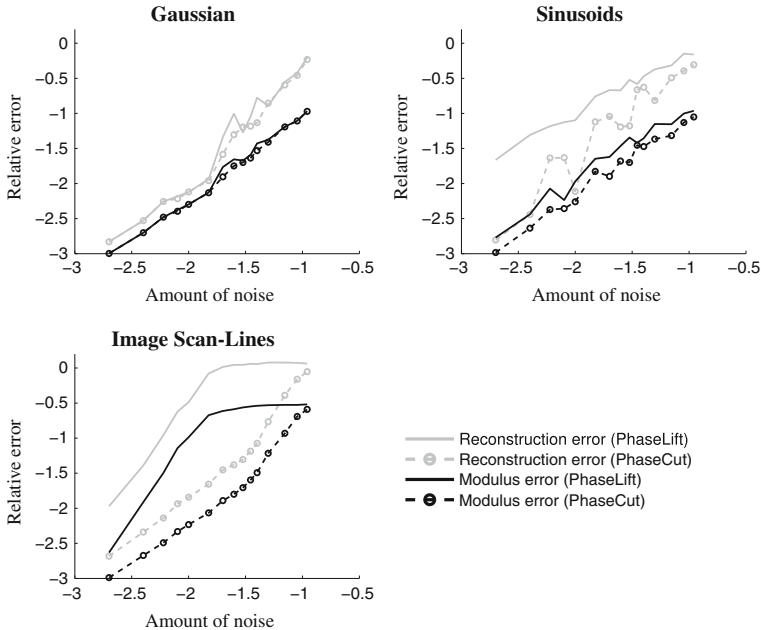 Gaussian
0
−0.5
−1
−1.5
−2
−2.5
−3
Relative error
−3 −2.5 −2 −1.5 −1 −0.5
Amount of noise
Sinusoids
0
−0.5
−1
−1.5
−2
−2.5
−3
Relative error
−3 −2.5 −2 −1.5 −1 −0.5
Amount of noise
Image Scan-Lines
0
−0.5
−1
−1.5
−2
−2.5
−3
Relative error
−3 −2.5 −2 −1.5 −1 −0.5
Amount of noise
Reconstruction error (PhaseLift)
Reconstruction error (PhaseCut)
Modulus error (PhaseLift)
Modulus error (PhaseCut)